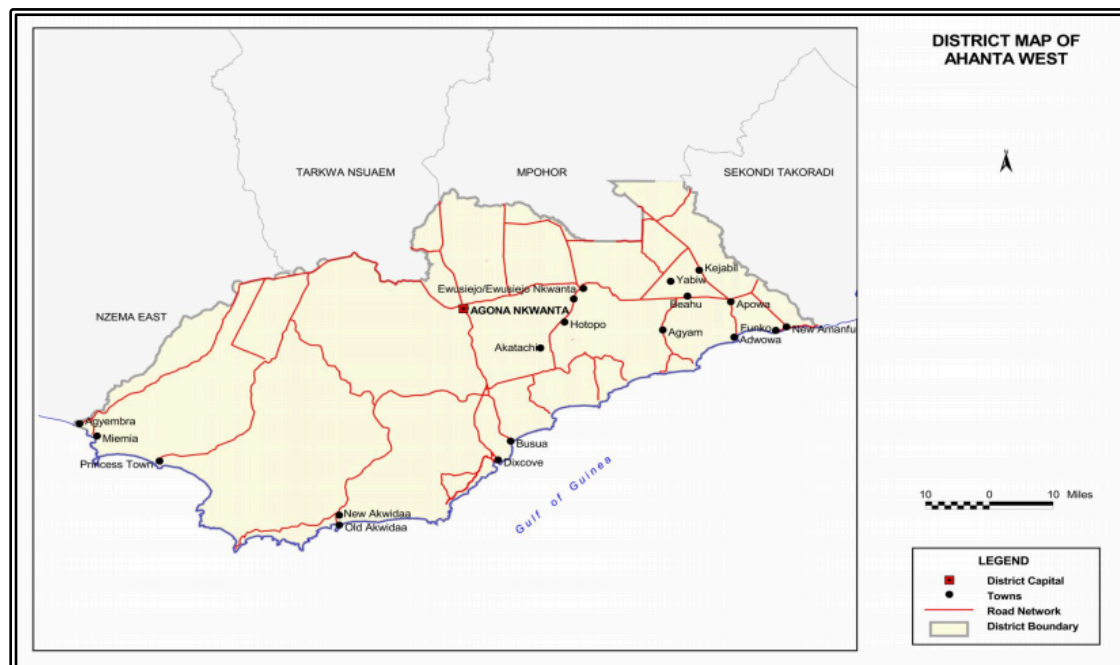 DISTRICT MAP OF
AHANTA WEST
TARKWA NSUAEM
MPOHOR
SEKONDI TAKORADI
NZEMA EAST
Kejabil
Yabiw
Ewusiejo/Ewusiejo Nkwanta
Beahu
Apowa
AGONA NKWANTA
Hotopo
Agyam
Funko
New Amanfu
Adwowa
Akatachi
Agyembra
Miemia
Princess Town
Busua
Dixcove
Gulf of Guinea
New Akwidaa
Old Akwidaa
10 0 10 Miles
LEGEND
District Capital
Towns
Road Network
District Boundary